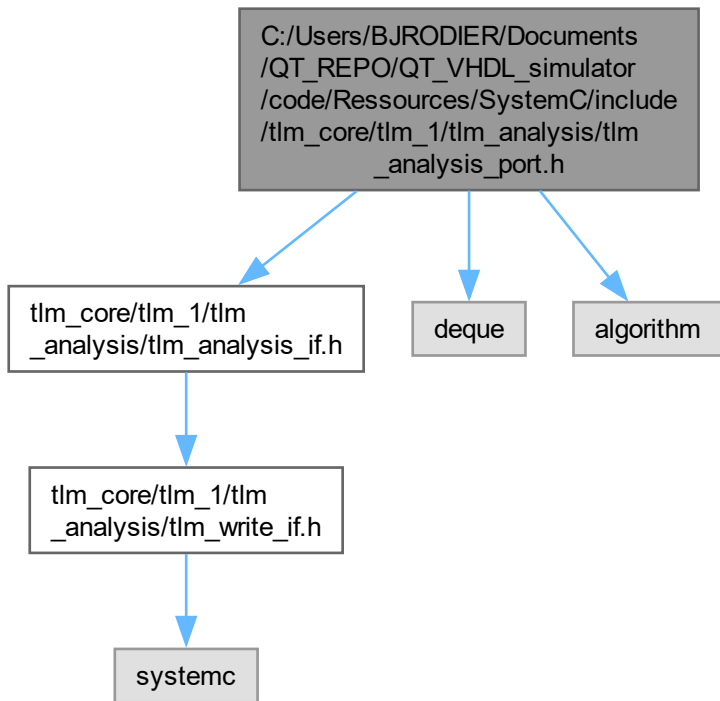 C:/Users/BJRODIER/Documents
/QT_REPO/QT_VHDL_simulator
/code/Ressources/SystemC/include
/tlm_core/tlm_1/tlm_analysis/tlm
_analysis_port.h
tlm_core/tlm_1/tlm
_analysis/tlm_analysis_if.h
deque
algorithm
tlm_core/tlm_1/tlm
_analysis/tlm_write_if.h
systemc